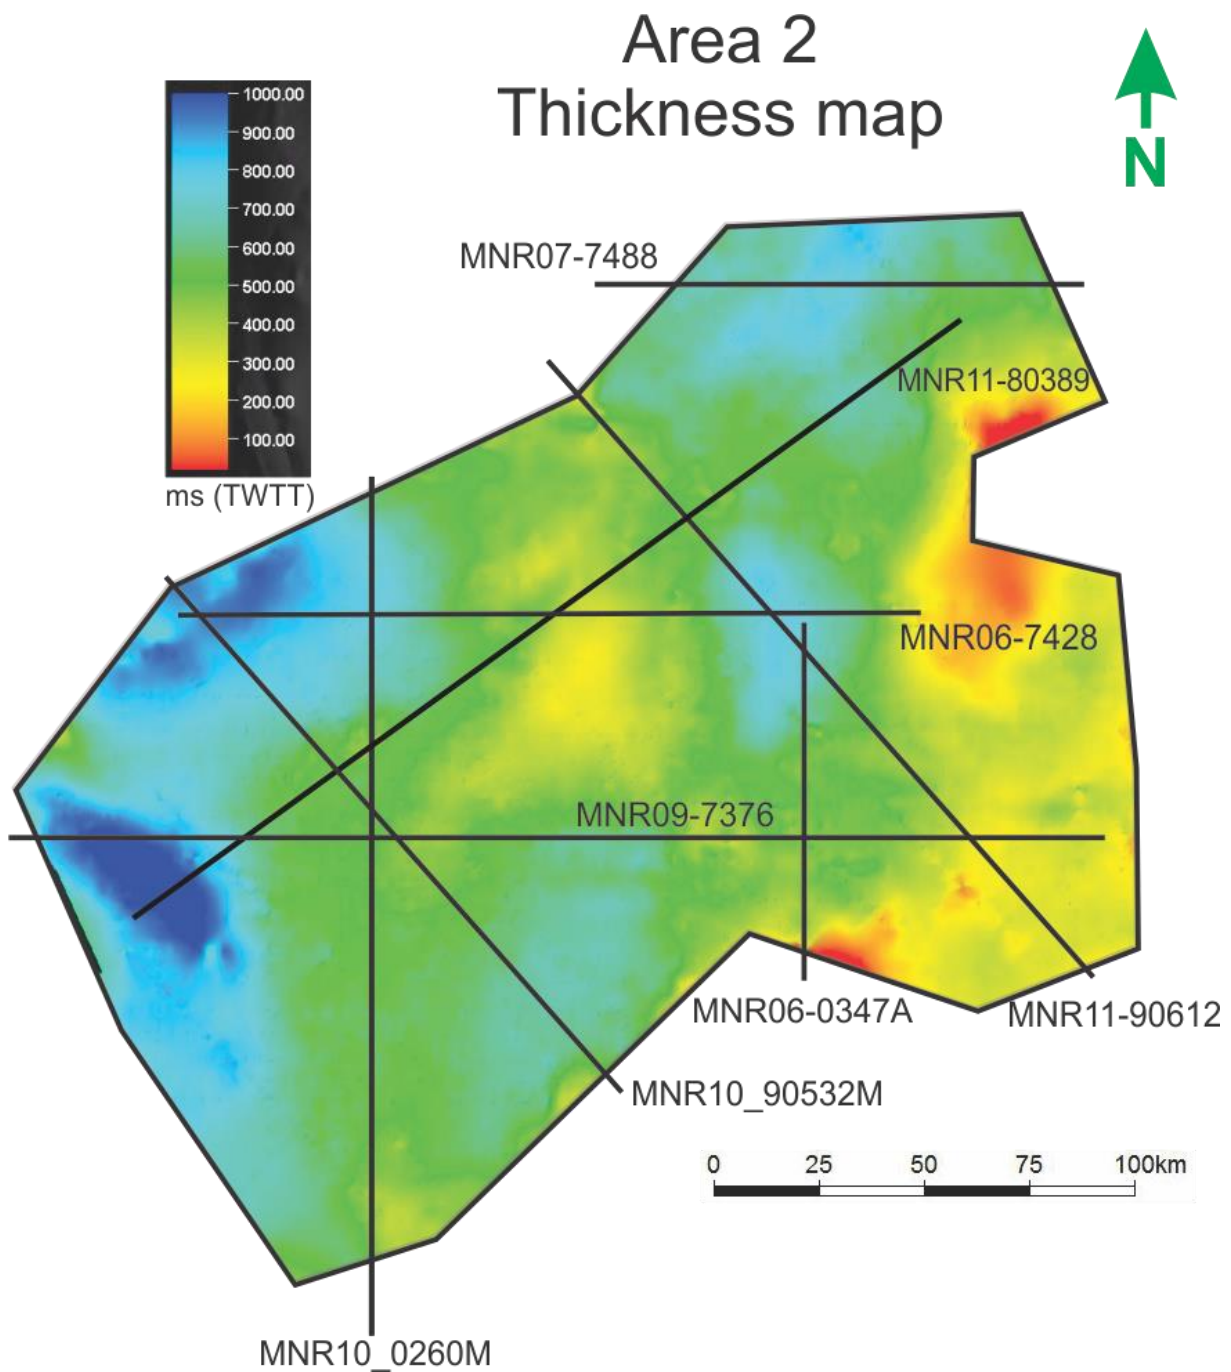 Area 2
Thickness map
N
1000.00
900.00
800.00
700.00
600.00
500.00
400.00
300.00
200.00
100.00
ms (TWTT)
MNR07-7488
MNR11-80389
MNR06-7428
MNR09-7376
MNR06-0347A
MNR11-90612
MNR10_90532M
0 25 50 75 100km
MNR10_0260M